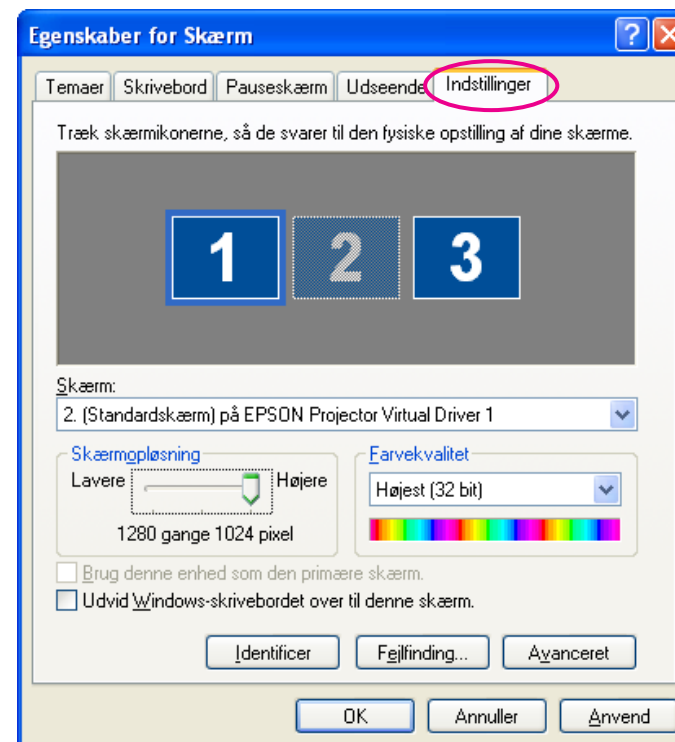 Egenskaber for Skærm
Temaer Skrivebord Pauseskærm Udseende Indstillinger
Træk skærmikonerne, så de svarer til den fysiske opstilling af dine skærme.
1 2 3
Skærm:
2. (Standardskærm) på EPSON Projector Virtual Driver 1
Skærmopløsning Farvekvalitet
Lavere Højere Højest (32 bit)
1280 gange 1024 pixel
Brug denne enhed som den primære skærm.
Udvid Windows-skrivebordet over til denne skærm.
Identificer Fejlfinding... Avanceret
OK Annuller Anvend